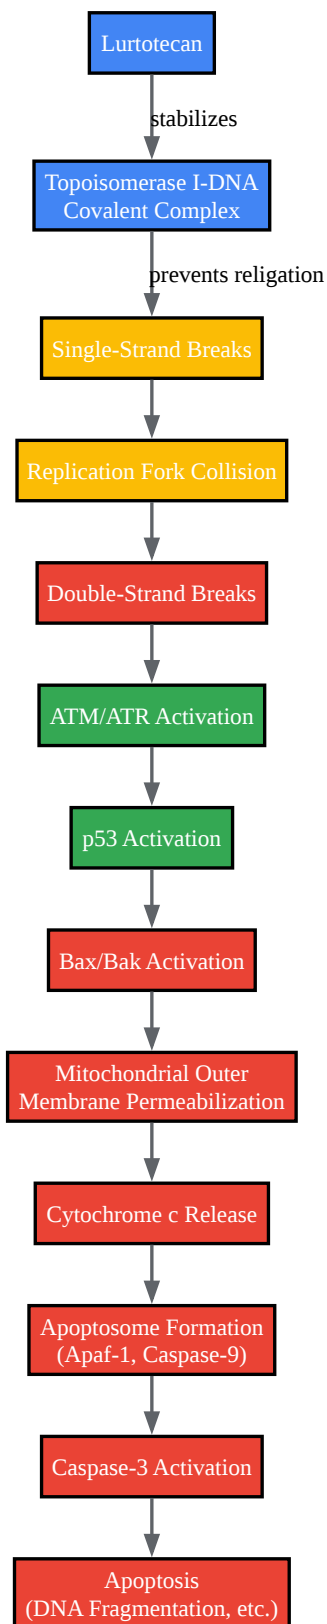 Lurtotecan
stabilizes
Topoisomerase I-DNA
Covalent Complex
prevents religation
Single-Strand Breaks
Replication Fork Collision
Double-Strand Breaks
ATM/ATR Activation
p53 Activation
Bax/Bak Activation
Mitochondrial Outer
Membrane Permeabilization
Cytochrome c Release
Apoptosome Formation
(Apaf-1, Caspase-9)
Caspase-3 Activation
Apoptosis
(DNA Fragmentation, etc.)